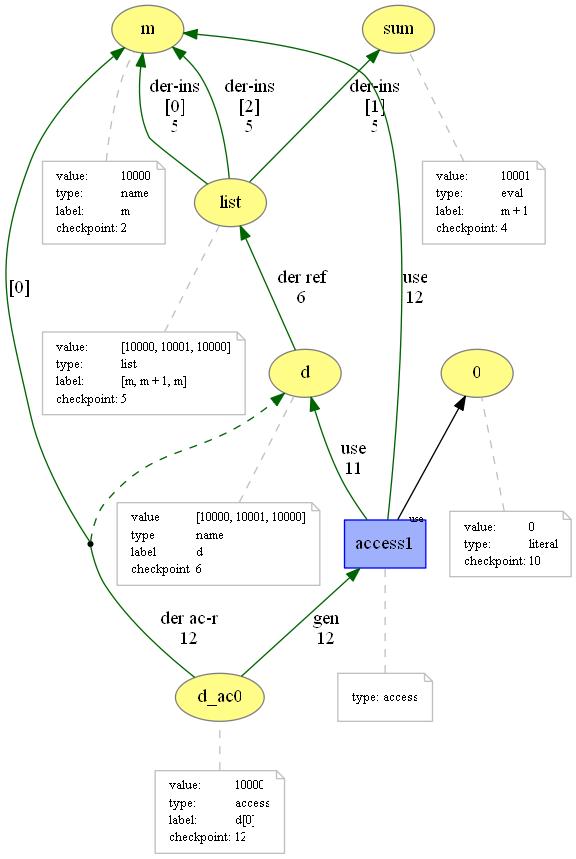 m
sum
der-ins
[0]
5
der-ins
[2]
5
der-ins
[1]
5
value: 10000
type: name
label: m
checkpoint: 2
value: 10001
type: eval
label: m + 1
checkpoint: 4
list
[0]
der ref
6
use
12
value: [10000, 10001, 10000]
type: list
label: [m, m + 1, m]
checkpoint: 5
d
0
use
11
value [10000, 10001, 10000]
type name
label d
checkpoint 6
use
access1
value: 0
type: literal
checkpoint: 10
der ac-r
12
gen
12
d_ac0
type: access
value: 10000
type: access
label: d[0]
checkpoint: 12